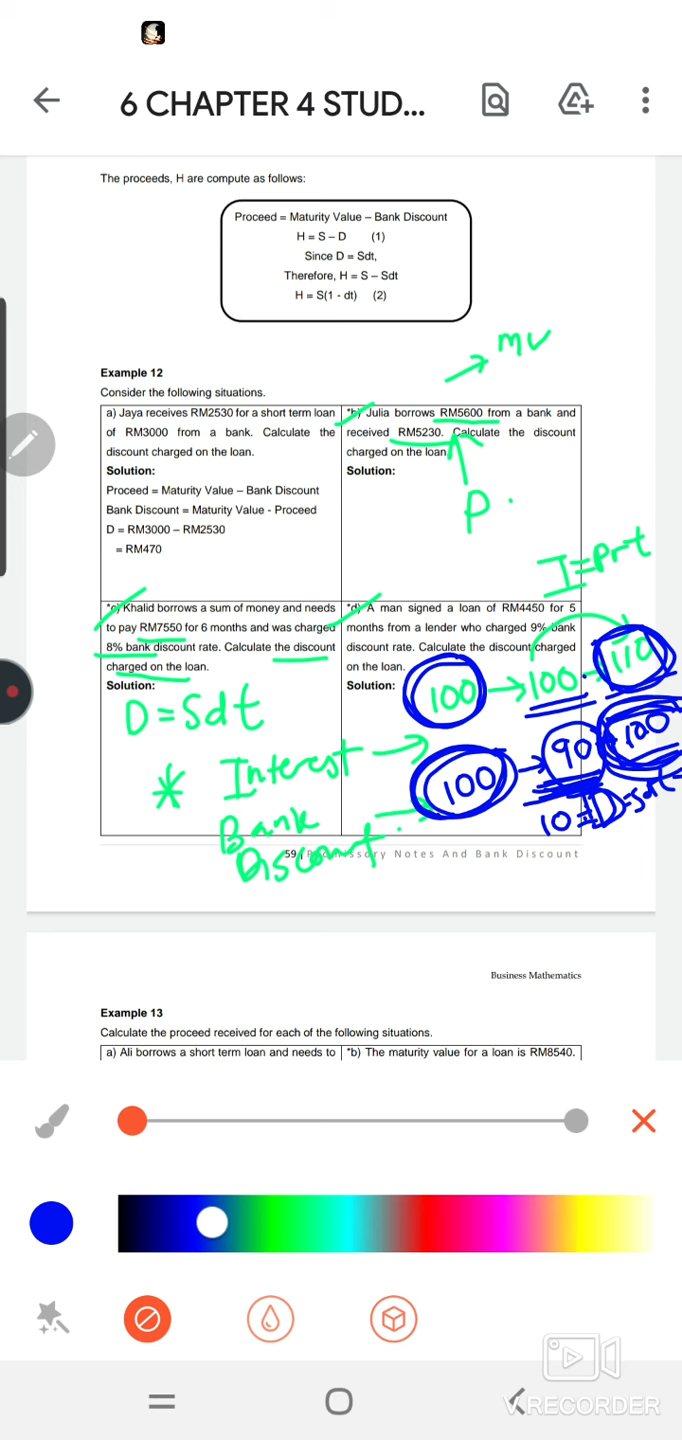 6 CHAPTER 4 STUD...
The proceeds, H are compute as follows:
Proceed = Maturity Value – Bank Discount
H = S – D (1)
Since D = Sdt,
Therefore, H = S – Sdt
H = S(1 - dt) (2)
→ MV
Example 12
Consider the following situations.
a) Jaya receives RM2530 for a short term loan
of RM3000 from a bank. Calculate the
discount charged on the loan.
Solution:
Proceed = Maturity Value – Bank Discount
Bank Discount = Maturity Value - Proceed
D = RM3000 – RM2530
= RM470
*b) Julia borrows RM5600 from a bank and
received RM5230. Calculate the discount
charged on the loan.
Solution:
P.
I=Prt
*c) Khalid borrows a sum of money and needs
to pay RM7550 for 6 months and was charged
8% bank discount rate. Calculate the discount
charged on the loan.
Solution:
D = Sdt
*d) A man signed a loan of RM4450 for 5
months from a lender who charged 9% bank
discount rate. Calculate the discount charged
on the loan.
Solution:
100 → 100 - 110
* Interest →
100 → 90 100
10 = D=sdt
Bank
Discount
59 | Promissory Notes And Bank Discount
Business Mathematics
Example 13
Calculate the proceed received for each of the following situations.
a) Ali borrows a short term loan and needs to
*b) The maturity value for a loan is RM8540.
V.RECORDER